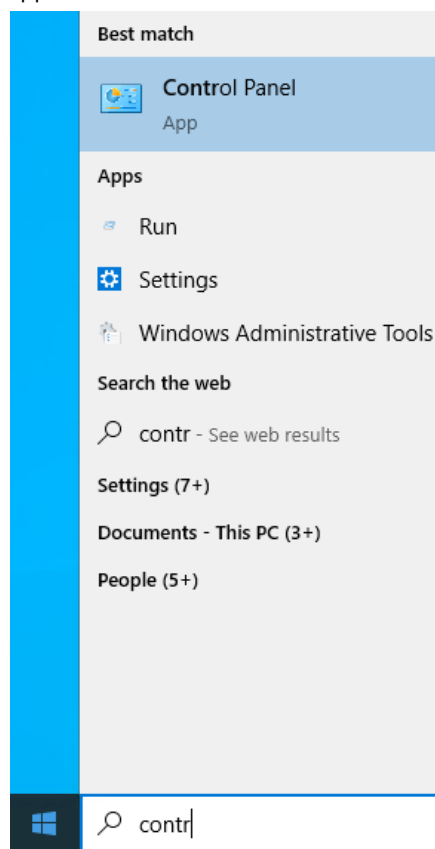 Best match
Control Panel
App
Apps
Run
Settings
Windows Administrative Tools
Search the web
contr - See web results
Settings (7+)
Documents - This PC (3+)
People (5+)
contr